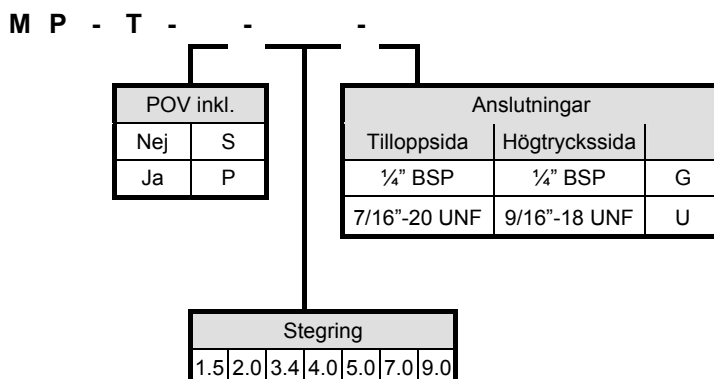 M P - T - - -
POV inkl.
Nej S
Ja P
Anslutningar
Tilloppsida Högtryckssida
¼” BSP ¼” BSP G
7/16”-20 UNF 9/16”-18 UNF U
Stegring
1.5 2.0 3.4 4.0 5.0 7.0 9.0